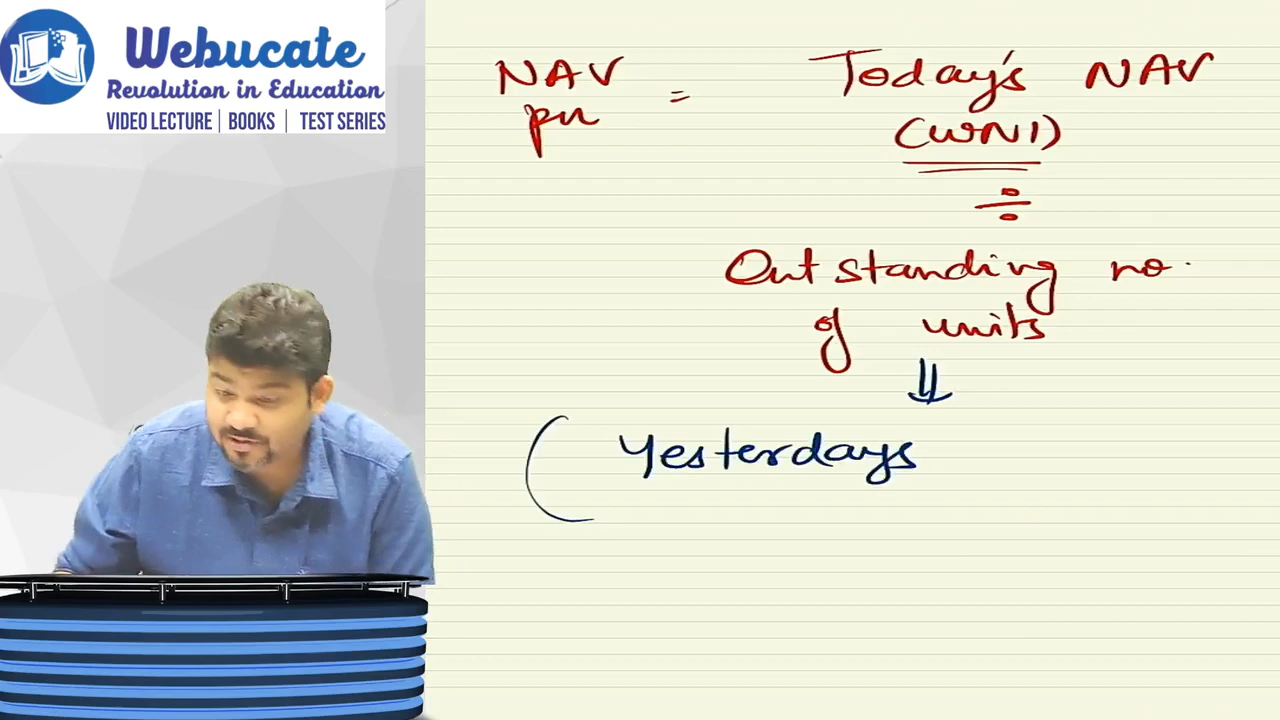 Webucate
Revolution in Education
VIDEO LECTURE | BOOKS | TEST SERIES
NAV = Today's NAV
pu (WN1)
÷
Outstanding no.
of units
⇓
( Yesterdays